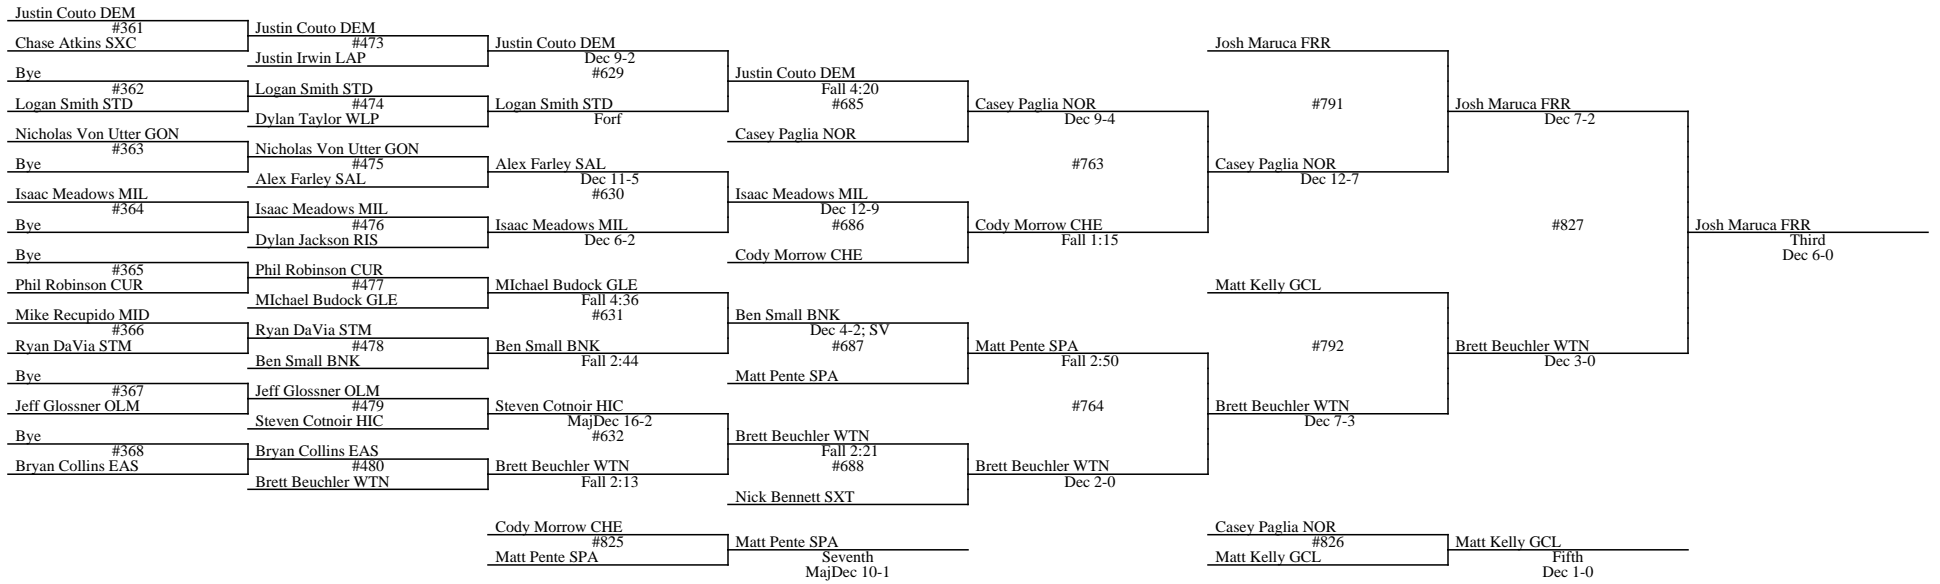 Justin Couto DEM
#361
Chase Atkins SXC
Bye
#362
Logan Smith STD
Nicholas Von Utter GON
#363
Bye
Isaac Meadows MIL
#364
Bye
Bye
#365
Phil Robinson CUR
Mike Recupido MID
#366
Ryan DaVia STM
Bye
#367
Jeff Glossner OLM
Bye
#368
Bryan Collins EAS
Justin Couto DEM
#473
Justin Irwin LAP
Logan Smith STD
#474
Dylan Taylor WLP
Nicholas Von Utter GON
#475
Alex Farley SAL
Isaac Meadows MIL
#476
Dylan Jackson RIS
Phil Robinson CUR
#477
MIchael Budock GLE
Ryan DaVia STM
#478
Ben Small BNK
Jeff Glossner OLM
#479
Steven Cotnoir HIC
Bryan Collins EAS
#480
Brett Beuchler WTN
Justin Couto DEM
Dec 9-2
#629
Logan Smith STD
Forf
Alex Farley SAL
Dec 11-5
#630
Isaac Meadows MIL
Dec 6-2
MIchael Budock GLE
Fall 4:36
#631
Ben Small BNK
Fall 2:44
Steven Cotnoir HIC
MajDec 16-2
#632
Brett Beuchler WTN
Fall 2:13
Justin Couto DEM
Fall 4:20
#685
Casey Paglia NOR
Isaac Meadows MIL
Dec 12-9
#686
Cody Morrow CHE
Ben Small BNK
Dec 4-2; SV
#687
Matt Pente SPA
Brett Beuchler WTN
Fall 2:21
#688
Nick Bennett SXT
Casey Paglia NOR
Dec 9-4
#763
Cody Morrow CHE
Fall 1:15
Matt Pente SPA
Fall 2:50
#764
Brett Beuchler WTN
Dec 2-0
Josh Maruca FRR
#791
Casey Paglia NOR
Dec 12-7
Matt Kelly GCL
#792
Brett Beuchler WTN
Dec 7-3
Josh Maruca FRR
Dec 7-2
#827
Brett Beuchler WTN
Dec 3-0
Josh Maruca FRR
Third
Dec 6-0
Cody Morrow CHE
#825
Matt Pente SPA
Matt Pente SPA
Seventh
MajDec 10-1
Casey Paglia NOR
#826
Matt Kelly GCL
Matt Kelly GCL
Fifth
Dec 1-0